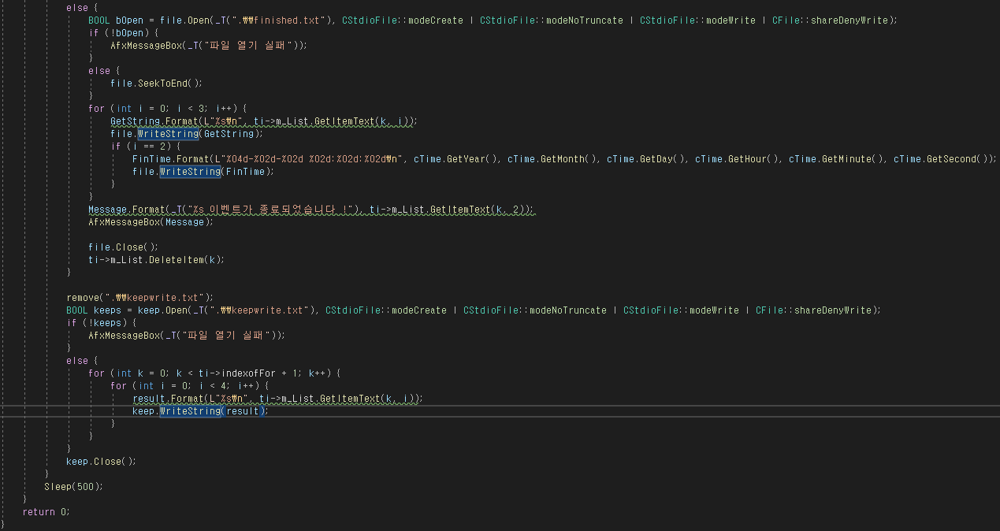 else {
BOOL bOpen = file.Open(_T(".₩₩finished.txt"), CStdioFile::modeCreate | CStdioFile::modeNoTruncate | CStdioFile::modeWrite | CFile::shareDenyWrite);
if (!bOpen) {
AfxMessageBox(_T("파일 열기 실패"));
}
else {
file.SeekToEnd();
}
for (int i = 0; i < 3; i++) {
GetString.Format(L"%s₩n", ti->m_List.GetItemText(k, i));
file.WriteString(GetString);
if (i == 2) {
FinTime.Format(L"%04d-%02d-%02d %02d:%02d:%02d₩n", cTime.GetYear(), cTime.GetMonth(), cTime.GetDay(), cTime.GetHour(), cTime.GetMinute(), cTime.GetSecond());
file.WriteString(FinTime);
}
}
Message.Format(_T("%s 이벤트가 종료되었습니다 !"), ti->m_List.GetItemText(k, 2));
AfxMessageBox(Message);
file.Close();
ti->m_List.DeleteItem(k);
}
remove(".₩₩keepwrite.txt");
BOOL keeps = keep.Open(_T(".₩₩keepwrite.txt"), CStdioFile::modeCreate | CStdioFile::modeNoTruncate | CStdioFile::modeWrite | CFile::shareDenyWrite);
if (!keeps) {
AfxMessageBox(_T("파일 열기 실패"));
}
else {
for (int k = 0; k < ti->indexofFor + 1; k++) {
for (int i = 0; i < 4; i++) {
result.Format(L"%s₩n", ti->m_List.GetItemText(k, i));
keep.WriteString(result);
}
}
}
keep.Close();
}
Sleep(500);
}
return 0;
}